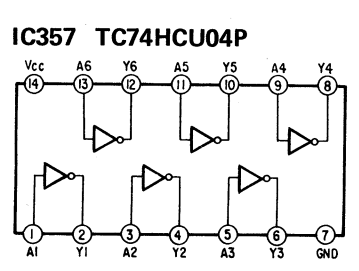 IC357 TC74HCU04P
Vcc A6 Y6 A5 Y5 A4 Y4
14 13 12 11 10 9 8
1 2 3 4 5 6 7
A1 Y1 A2 Y2 A3 Y3 GND